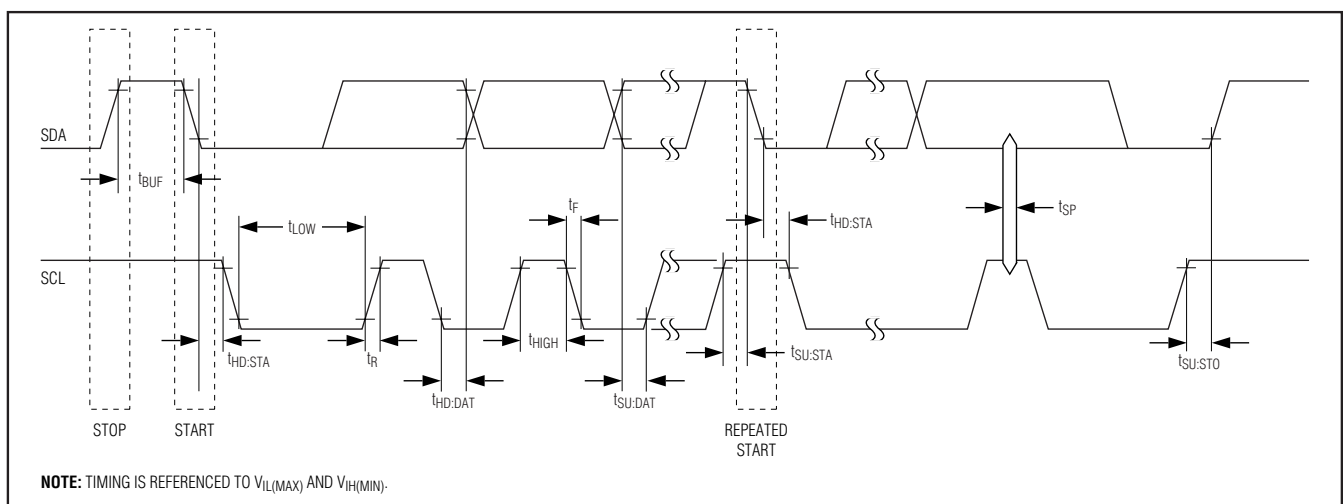 SDA
tBUF
tF
tLOW
tHD:STA
tSP
SCL
tHD:STA
tR
tHIGH
tSU:STA
tSU:STO
tHD:DAT
tSU:DAT
STOP
START
REPEATED
START
NOTE: TIMING IS REFERENCED TO VIL(MAX) AND VIH(MIN).